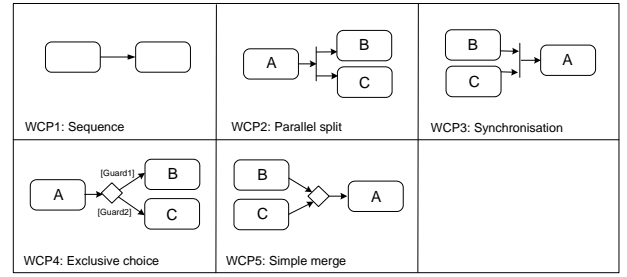 WCP1: Sequence
A
B
C
WCP2: Parallel split
B
C
A
WCP3: Synchronisation
A
[Guard1]
[Guard2]
B
C
WCP4: Exclusive choice
B
C
A
WCP5: Simple merge